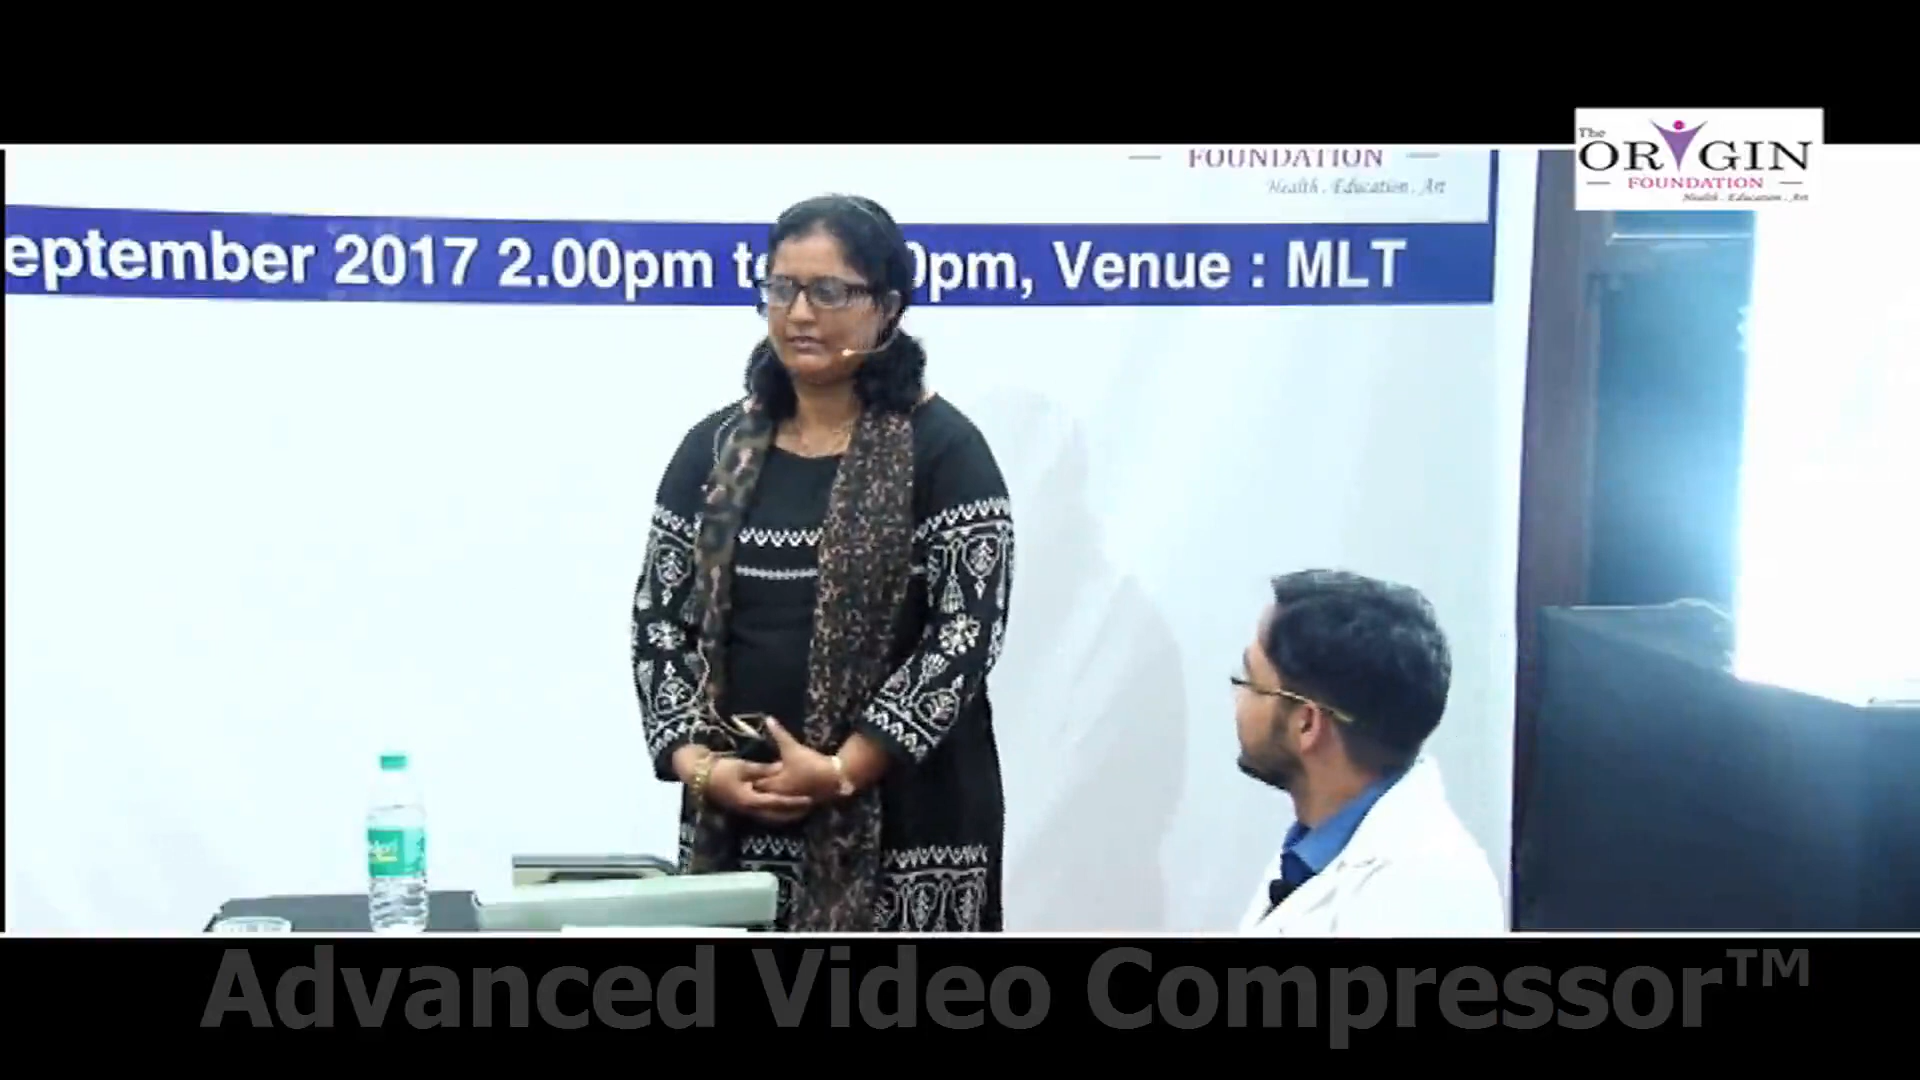 The
ORIGIN
FOUNDATION
Health . Education . Art
FOUNDATION
Health . Education . Art
eptember 2017 2.00pm t 0pm, Venue : MLT
Advanced Video Compressor™